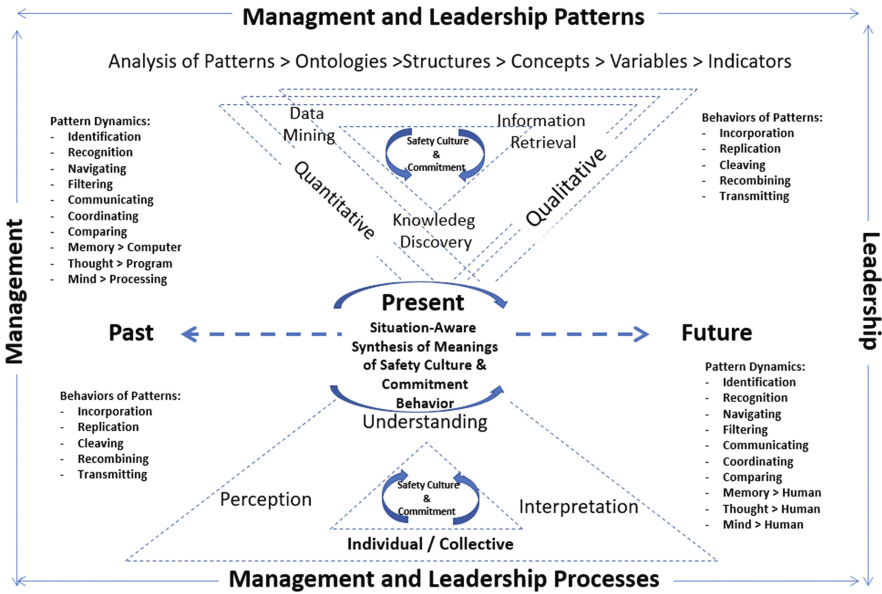 Managment and Leadership Patterns
Analysis of Patterns > Ontologies >Structures > Concepts > Variables > Indicators
Pattern Dynamics:
- Identification
- Recognition
- Navigating
- Filtering
- Communicating
- Coordinating
- Comparing
- Memory > Computer
- Thought > Program
- Mind > Processing
Data
Mining
Information
Retrieval
Safety Culture
&
Commitment
Quantitative
Qualitative
Knowledeg
Discovery
Behaviors of Patterns:
- Incorporation
- Replication
- Cleaving
- Recombining
- Transmitting
Management
Leadership
Past
Present
Situation-Aware
Synthesis of Meanings
of Safety Culture &
Commitment
Behavior
Future
Behaviors of Patterns:
- Incorporation
- Replication
- Cleaving
- Recombining
- Transmitting
Understanding
Perception
Safety Culture
&
Commitment
Interpretation
Individual / Collective
Pattern Dynamics:
- Identification
- Recognition
- Navigating
- Filtering
- Communicating
- Coordinating
- Comparing
- Memory > Human
- Thought > Human
- Mind > Human
Management and Leadership Processes